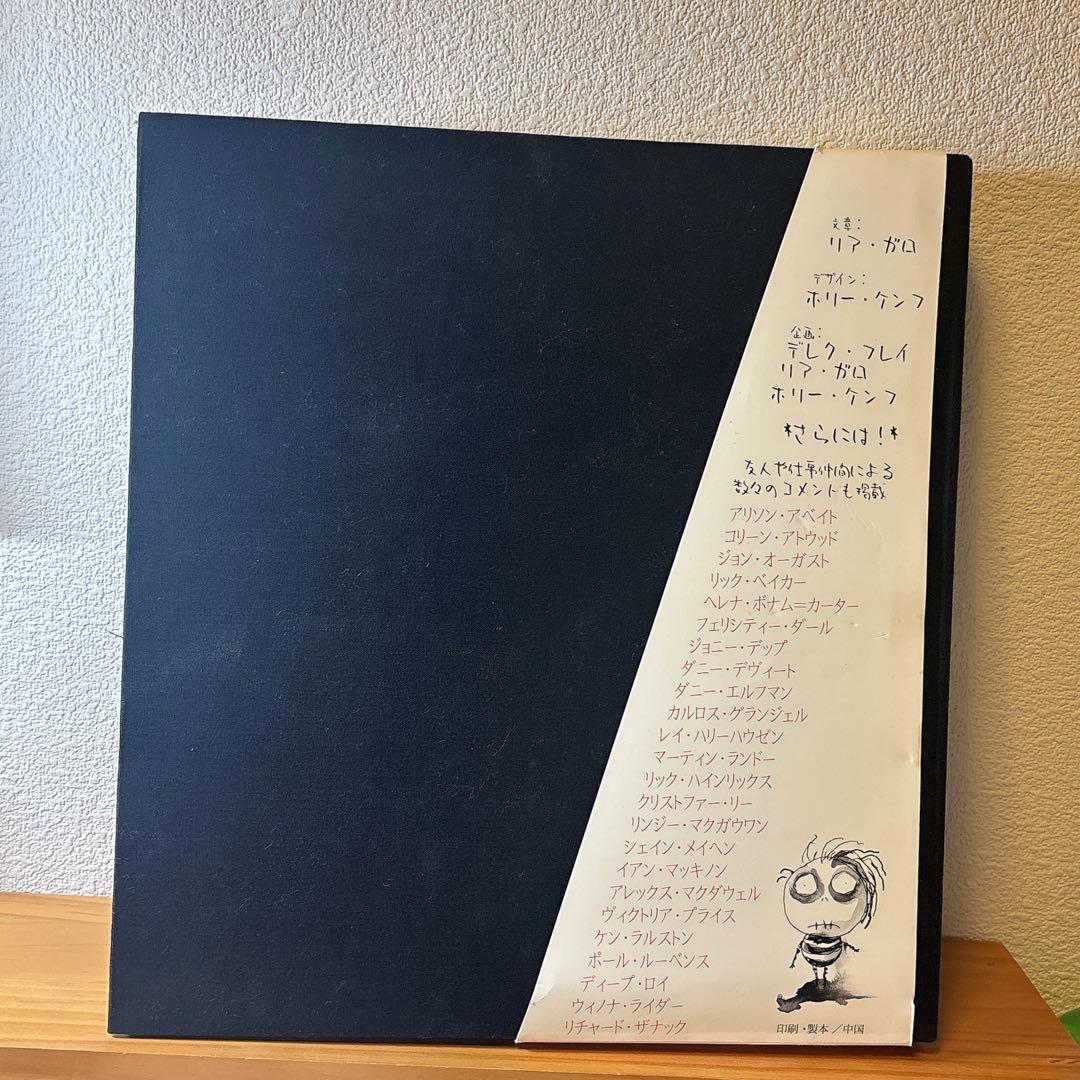 文章:
リア・ガロ
デザイン:
ホリー・ケンフ
企画:
デレク・フレイ
リア・ガロ
ホリー・ケンフ
*さらには!*
友人や仕事仲間による
数々のコメントも掲載
アリソン・アベイト
コリーン・アトウッド
ジョン・オーガスト
リック・ベイカー
ヘレナ・ボナム=カーター
フェリシティー・ダール
ジョニー・デップ
ダニー・デヴィート
ダニー・エルフマン
カルロス・グランジェル
レイ・ハリーハウゼン
マーティン・ランドー
リック・ハインリックス
クリストファー・リー
リンジー・マクガウワン
シェイン・メイヘン
イアン・マッキノン
アレックス・マクダウェル
ヴィクトリア・プライス
ケン・ラルストン
ポール・ルーベンス
ディープ・ロイ
ウィノナ・ライダー
リチャード・ザナック
印刷・製本/中国